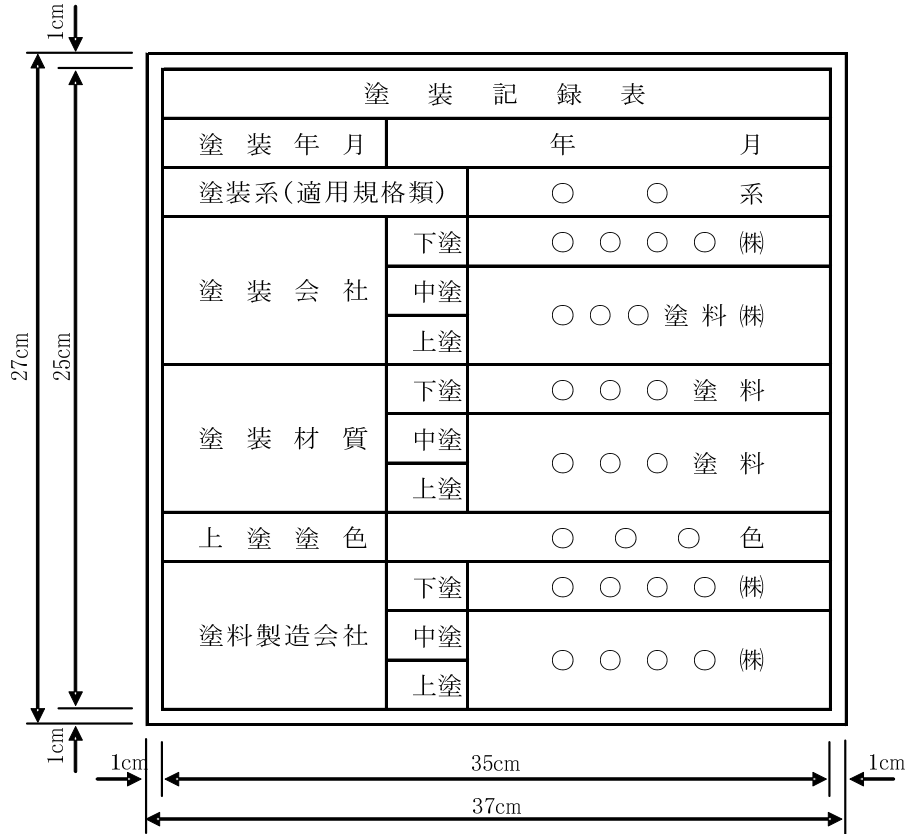 1cm
塗装記録表
塗装年月 年 月
塗装系(適用規格類) ○ ○ 系
塗装会社 下塗 ○○○○㈱
中塗 ○○○塗料㈱
上塗
塗装材質 下塗 ○○○塗料
中塗 ○○○塗料
上塗
上塗塗色 ○○○色
塗料製造会社 下塗 ○○○○㈱
中塗 ○○○○㈱
上塗
27cm
25cm
1cm
1cm 35cm 1cm
37cm